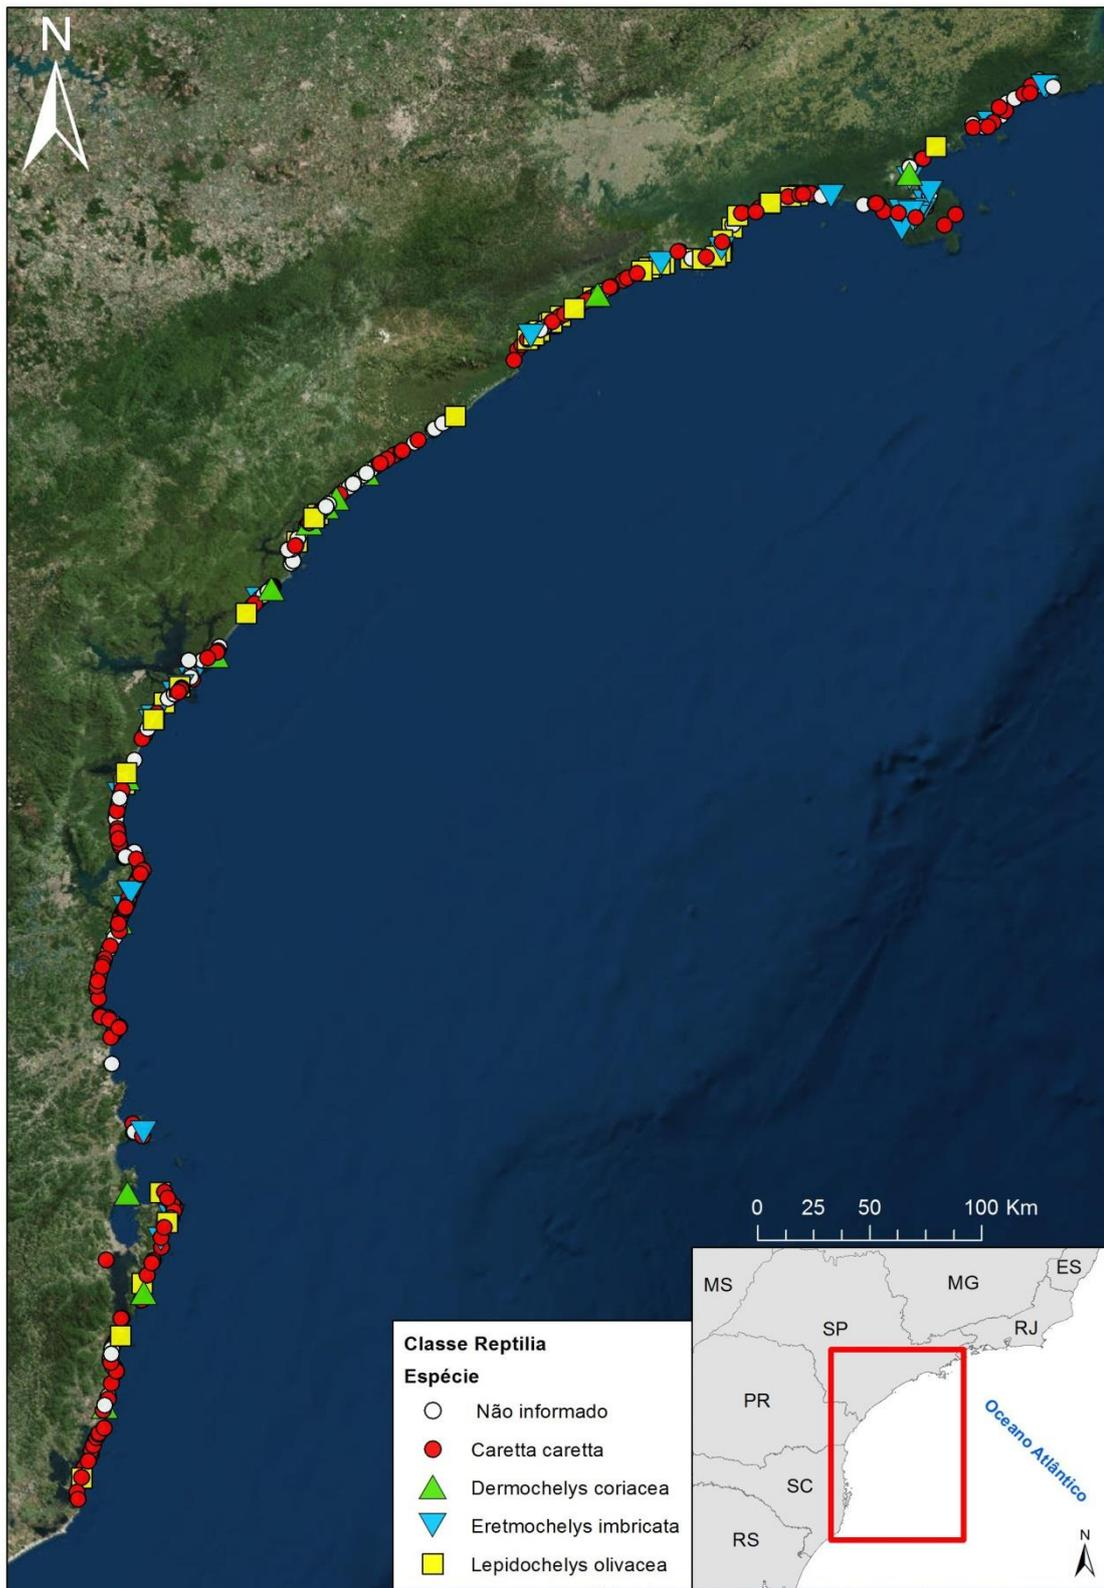 N
0 25 50 100 Km
MS
MG
ES
SP
RJ
PR
SC
RS
Oceano Atlântico
N
Classe Reptilia
Espécie
Não informado
Caretta caretta
Dermochelys coriacea
Eretmochelys imbricata
Lepidochelys olivacea